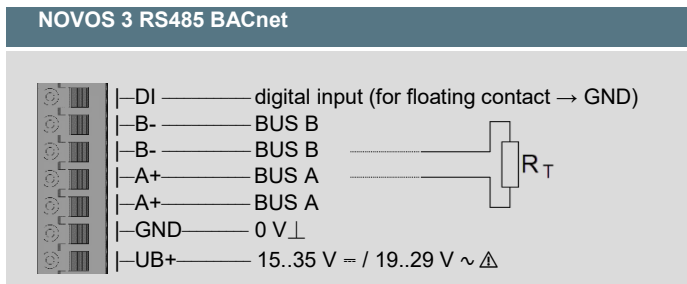 NOVOS 3 RS485 BACnet
DI digital input (for floating contact → GND)
B- BUS B
B- BUS B
A+ BUS A
A+ BUS A
RT
GND 0 V⊥
UB+ 15..35 V ⎓ / 19..29 V ~ ⚠